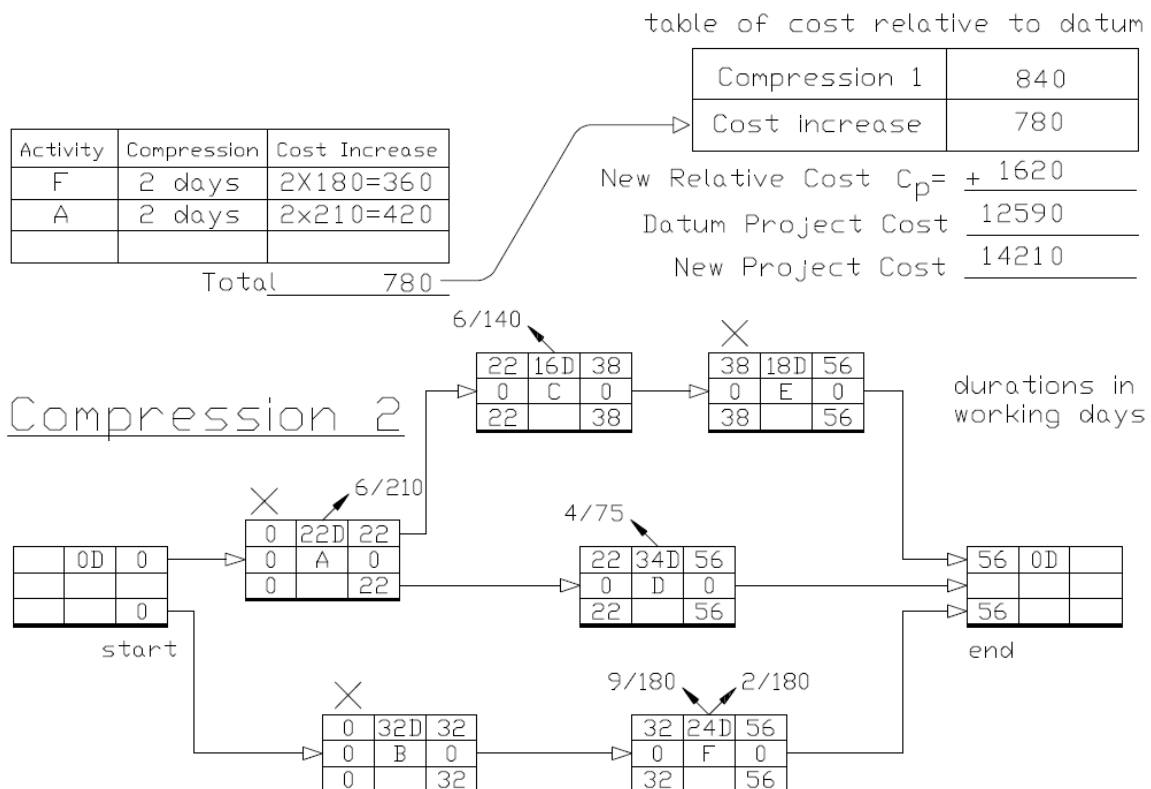 table of cost relative to datum
Compression 1 840
Cost increase 780
Activity Compression Cost Increase
F 2 days 2X180=360
A 2 days 2x210=420
Total 780
New Relative Cost Cp= + 1620
Datum Project Cost 12590
New Project Cost 14210
Compression 2
durations in
working days
6/140
22 16D 38
0 C 0
22 38
38 18D 56
0 E 0
38 56
6/210
0 22D 22
0 A 0
0 22
4/75
22 34D 56
0 D 0
22 56
0D 0
0
start
56 0D
56
end
0 32D 32
0 B 0
0 32
9/180 2/180
32 24D 56
0 F 0
32 56